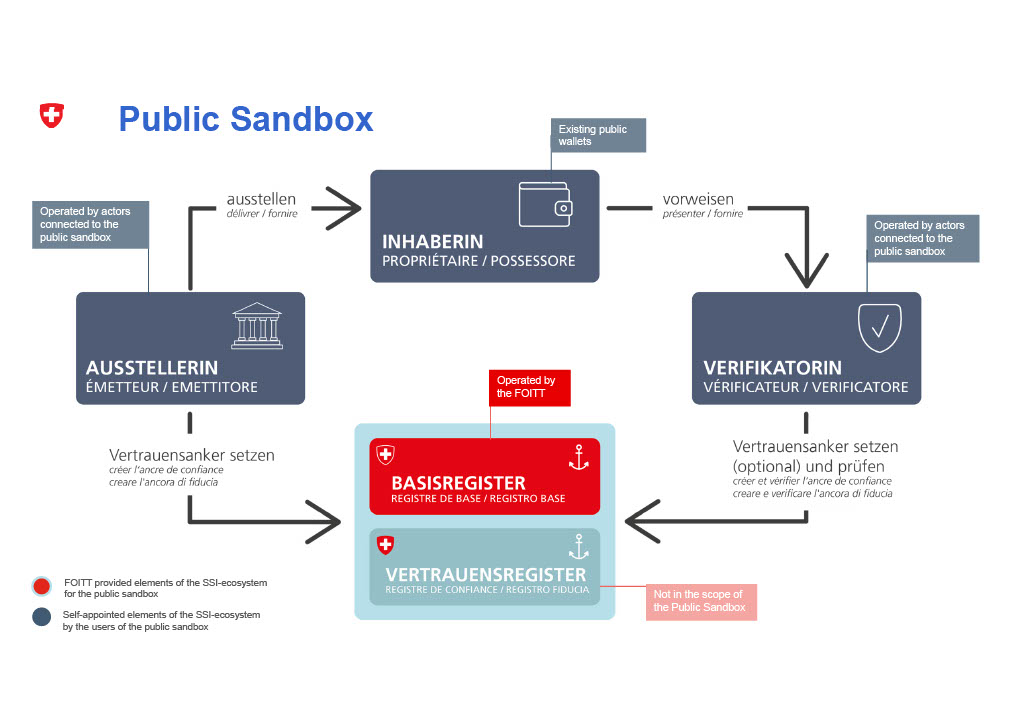 Public Sandbox
Existing public
wallets
Operated by actors
connected to the
public sandbox
ausstellen
délivrer / fornire
INHABERIN
PROPRIÉTAIRE / POSSESSORE
vorweisen
présenter / fornire
Operated by actors
connected to the
public sandbox
AUSSTELLERIN
ÉMETTEUR / EMETTITORE
VERIFIKATORIN
VÉRIFICATEUR / VERIFICATORE
Operated by
the FOITT
Vertrauensanker setzen
créer l'ancre de confiance
creare l'ancora di fiducia
Vertrauensanker setzen
(optional) und prüfen
créer et vérifier l'ancre de confiance
creare e verificare l'ancora di fiducia
BASISREGISTER
REGISTRE DE BASE / REGISTRO BASE
VERTRAUENSREGISTER
REGISTRE DE CONFIANCE / REGISTRO FIDUCIA
Not in the scope of
the Public Sandbox
FOITT provided elements of the SSI-ecosystem
for the public sandbox
Self-appointed elements of the SSI-ecosystem
by the users of the public sandbox